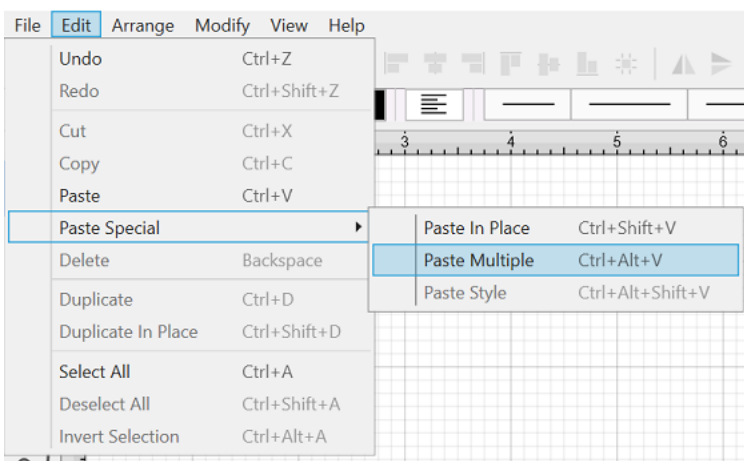 File Edit Arrange Modify View Help
Undo Ctrl+Z
Redo Ctrl+Shift+Z
Cut Ctrl+X
Copy Ctrl+C
3 4 5 6
Paste Ctrl+V
Paste Special
Paste In Place Ctrl+Shift+V
Delete Backspace
Paste Multiple Ctrl+Alt+V
Duplicate Ctrl+D
Paste Style Ctrl+Alt+Shift+V
Duplicate In Place Ctrl+Shift+D
Select All Ctrl+A
Deselect All Ctrl+Shift+A
Invert Selection Ctrl+Alt+A